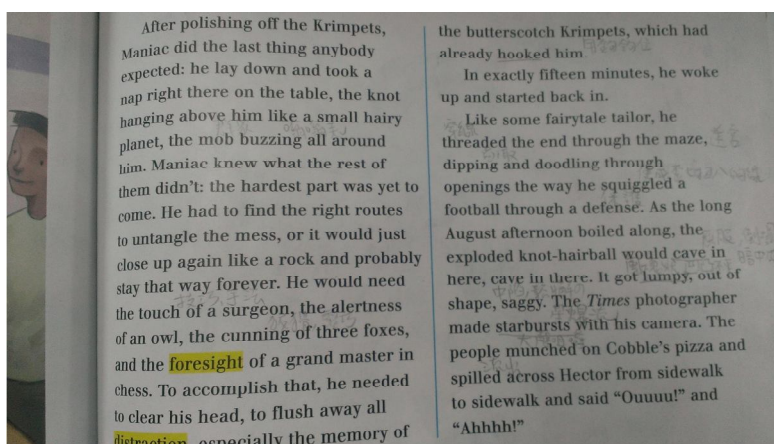 After polishing off the Krimpets,
Maniac did the last thing anybody
expected: he lay down and took a
nap right there on the table, the knot
hanging above him like a small hairy
planet, the mob buzzing all around
him. Maniac knew what the rest of
them didn't: the hardest part was yet to
come. He had to find the right routes
to untangle the mess, or it would just
close up again like a rock and probably
stay that way forever. He would need
the touch of a surgeon, the alertness
of an owl, the cunning of three foxes,
and the foresight of a grand master in
chess. To accomplish that, he needed
to clear his head, to flush away all
distraction, especially the memory of
the butterscotch Krimpets, which had
already hooked him
In exactly fifteen minutes, he woke
up and started back in.
Like some fairytale tailor, he
threaded the end through the maze,
dipping and doodling through
openings the way he squiggled a
football through a defense. As the long
August afternoon boiled along, the
exploded knot-hairball would cave in
here, cave in there. It got lumpy, out of
shape, saggy. The Times photographer
made starbursts with his camera. The
people munched on Cobble's pizza and
spilled across Hector from sidewalk
to sidewalk and said “Ouuuu!” and
“Ahhhh!”